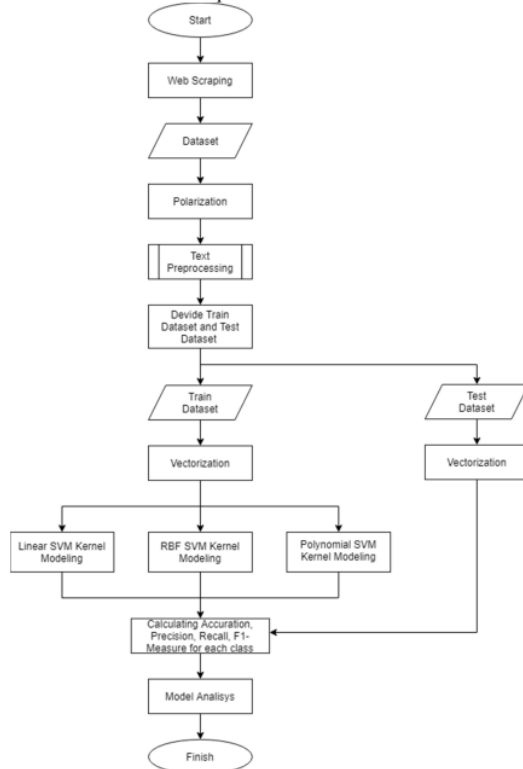 Start
Web Scraping
Dataset
Polarization
Text
Preprocessing
Devide Train
Dataset and Test
Dataset
Train
Dataset
Test
Dataset
Vectorization
Vectorization
Linear SVM Kernel
Modeling
RBF SVM Kernel
Modeling
Polynomial SVM
Kernel Modeling
Calculating Accuration,
Precision, Recall, F1-
Measure for each class
Model Analisys
Finish